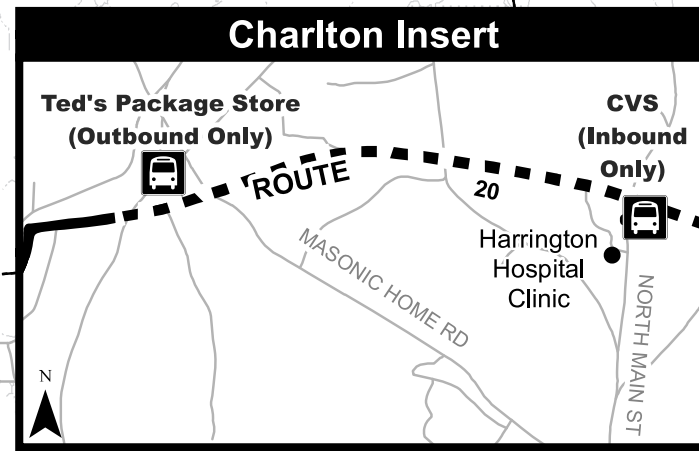 Charlton Insert
Ted's Package Store
(Outbound Only)
CVS
(Inbound
Only)
ROUTE
20
Harrington
Hospital
Clinic
MASONIC HOME RD
NORTH MAIN ST
N